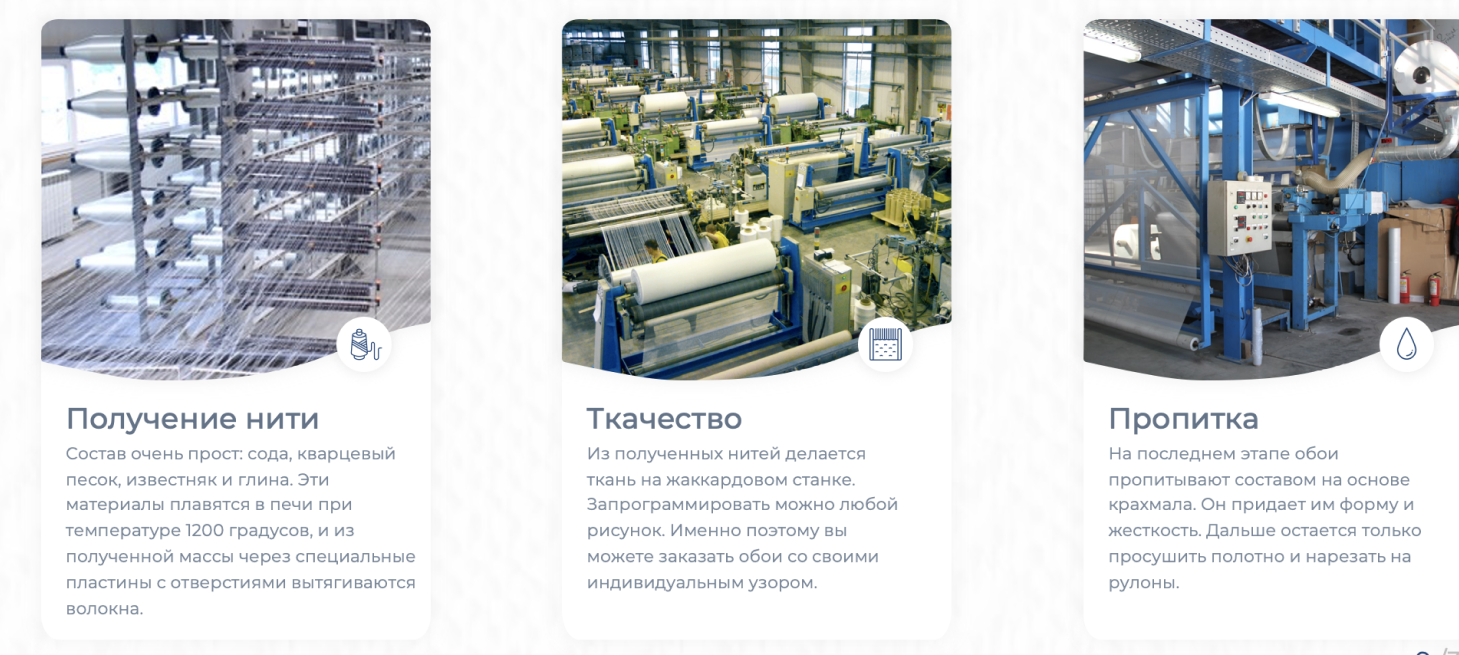 Получение нити
Состав очень прост: сода, кварцевый
песок, известняк и глина. Эти
материалы плавятся в печи при
температуре 1200 градусов, и из
полученной массы через специальные
пластины с отверстиями вытягиваются
волокна.
Ткачество
Из полученных нитей делается
ткань на жаккардовом станке.
Запрограммировать можно любой
рисунок. Именно поэтому вы
можете заказать обои со своими
индивидуальным узором.
Пропитка
На последнем этапе обои
пропитывают составом на основе
крахмала. Он придает им форму и
жесткость. Дальше остается только
просушить полотно и нарезать на
рулоны.